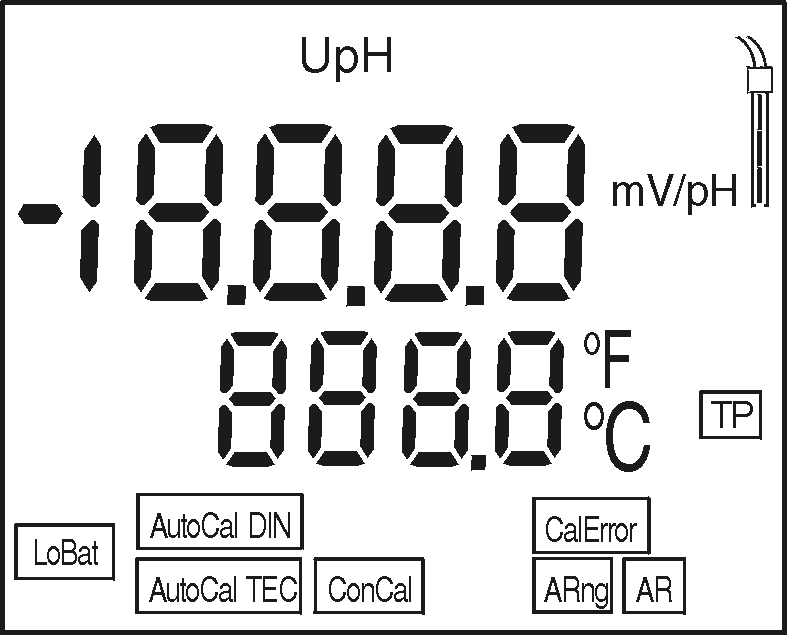 UpH
-18.8.8.8 mV/pH
888.8 °F
°C
TP
AutoCal DIN
CalError
LoBat
AutoCal TEC ConCal ARng AR